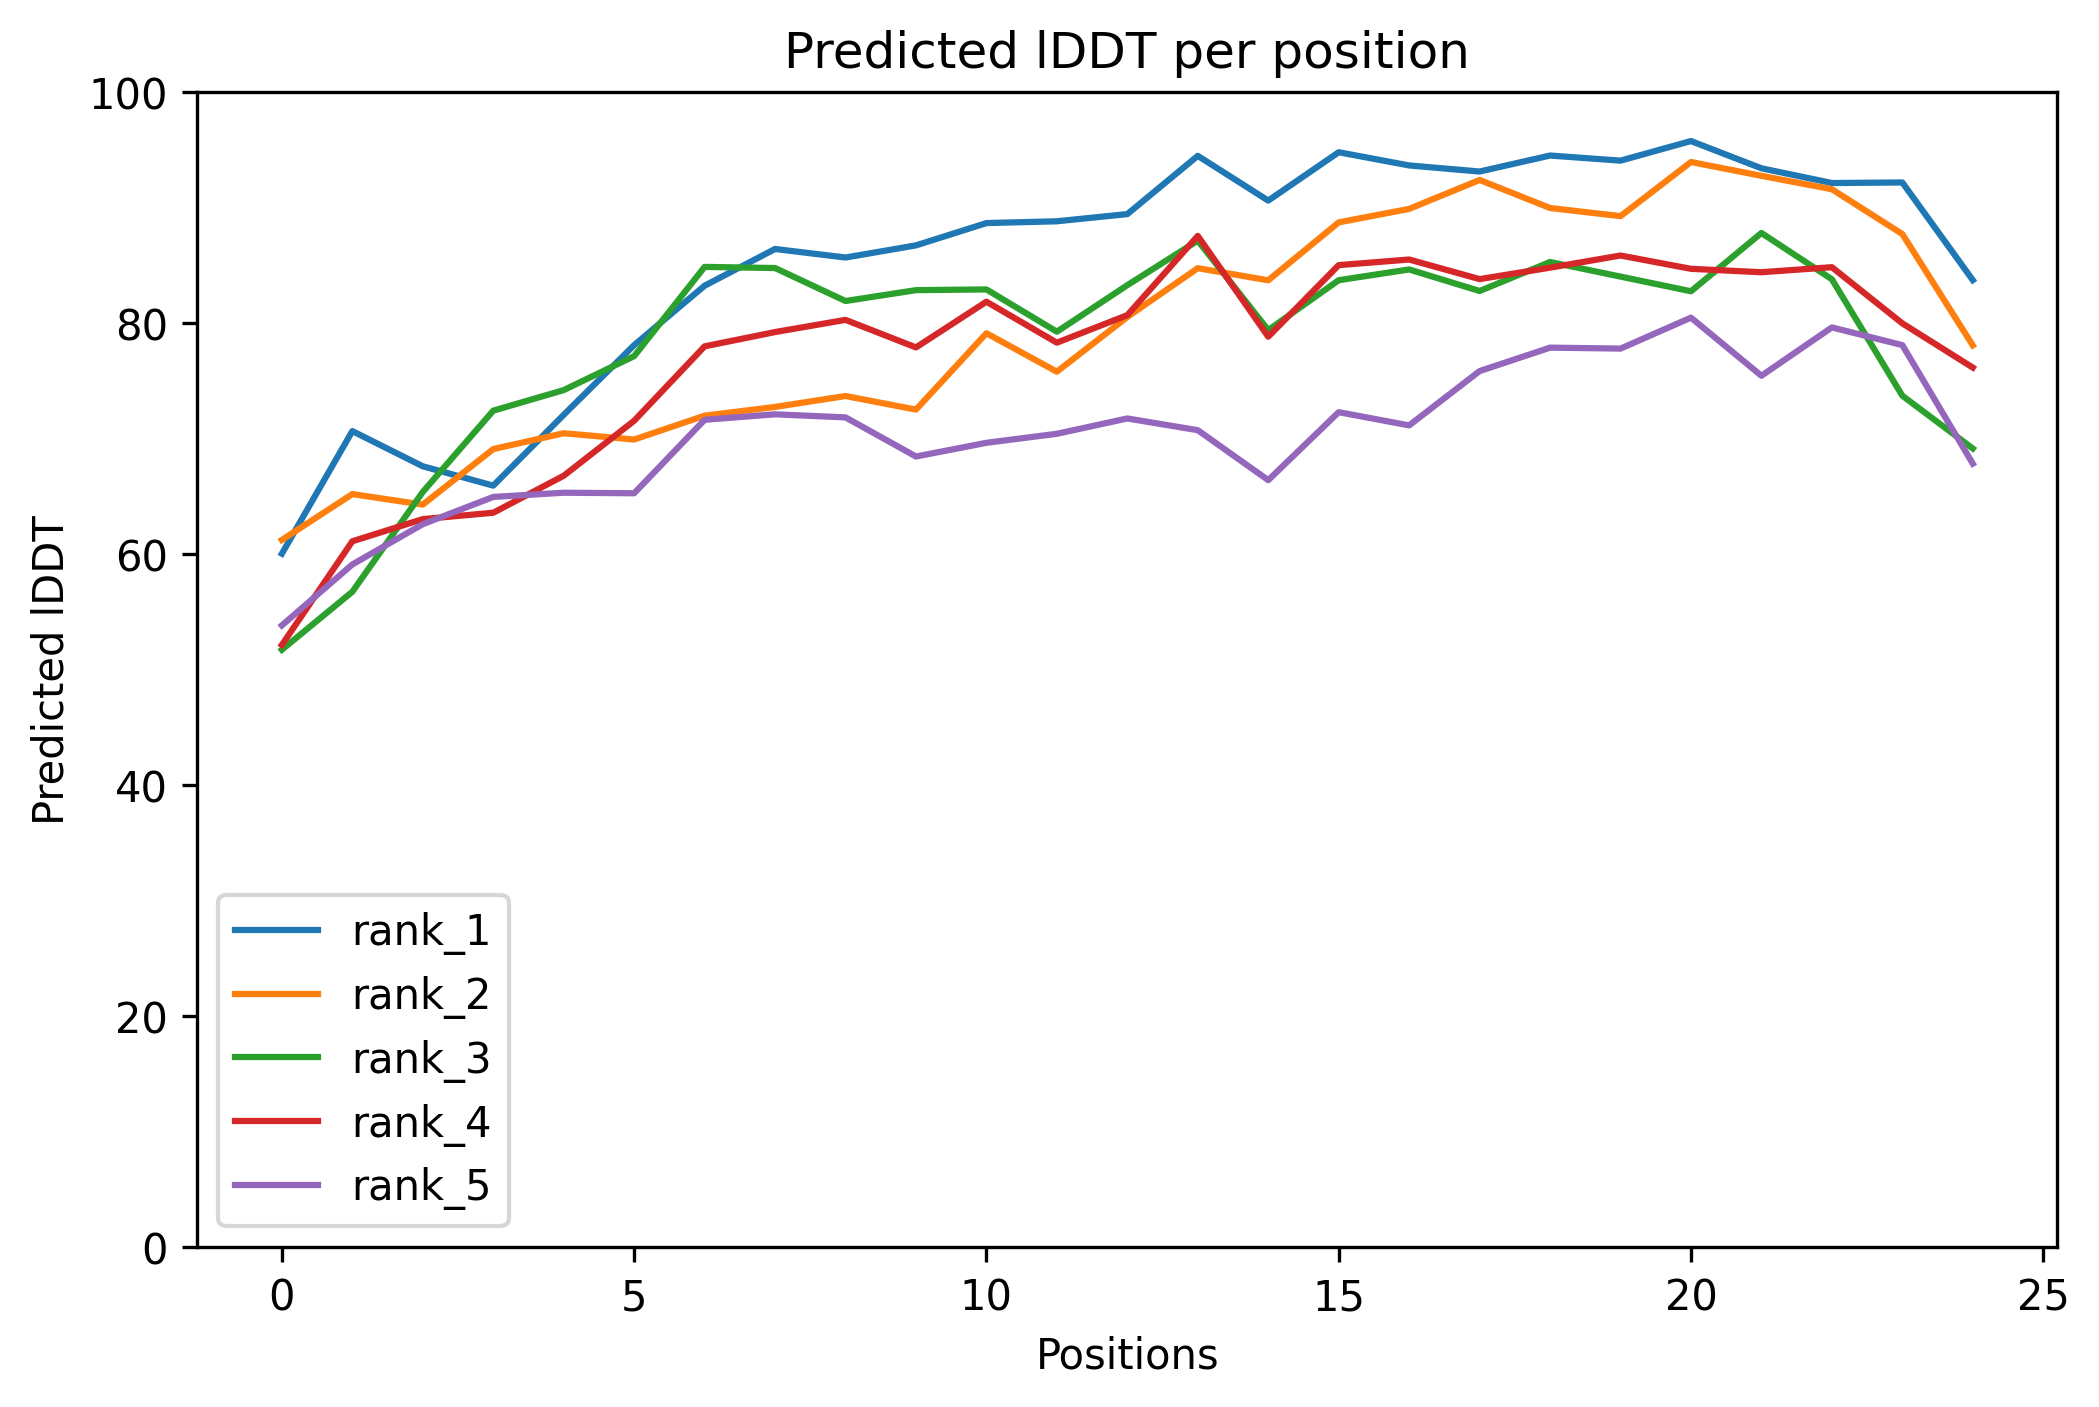 Predicted lDDT per position
100
80
60
40
20
0
Predicted lDDT
rank_1
rank_2
rank_3
rank_4
rank_5
0 5 10 15 20 25
Positions